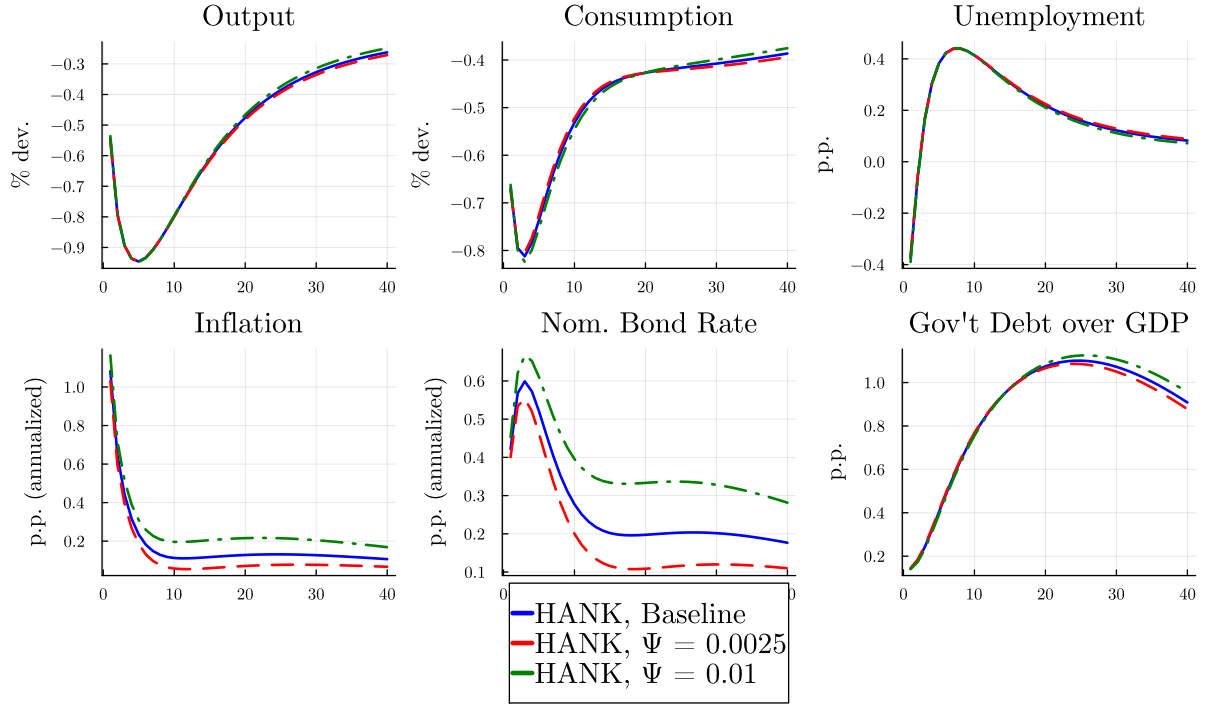 Output
Consumption
Unemployment
% dev.
−0.3
−0.4
−0.5
−0.6
−0.7
−0.8
−0.9
0 10 20 30 40
% dev.
−0.4
−0.5
−0.6
−0.7
−0.8
0 10 20 30 40
p.p.
0.4
0.2
0.0
−0.2
−0.4
0 10 20 30 40
Inflation
Nom. Bond Rate
Gov't Debt over GDP
p.p. (annualized)
1.0
0.8
0.6
0.4
0.2
0 10 20 30 40
p.p. (annualized)
0.6
0.5
0.4
0.3
0.2
0.1
0
p.p.
1.0
0.8
0.6
0.4
0.2
0 10 20 30 40
HANK, Baseline
HANK, Ψ = 0.0025
HANK, Ψ = 0.01